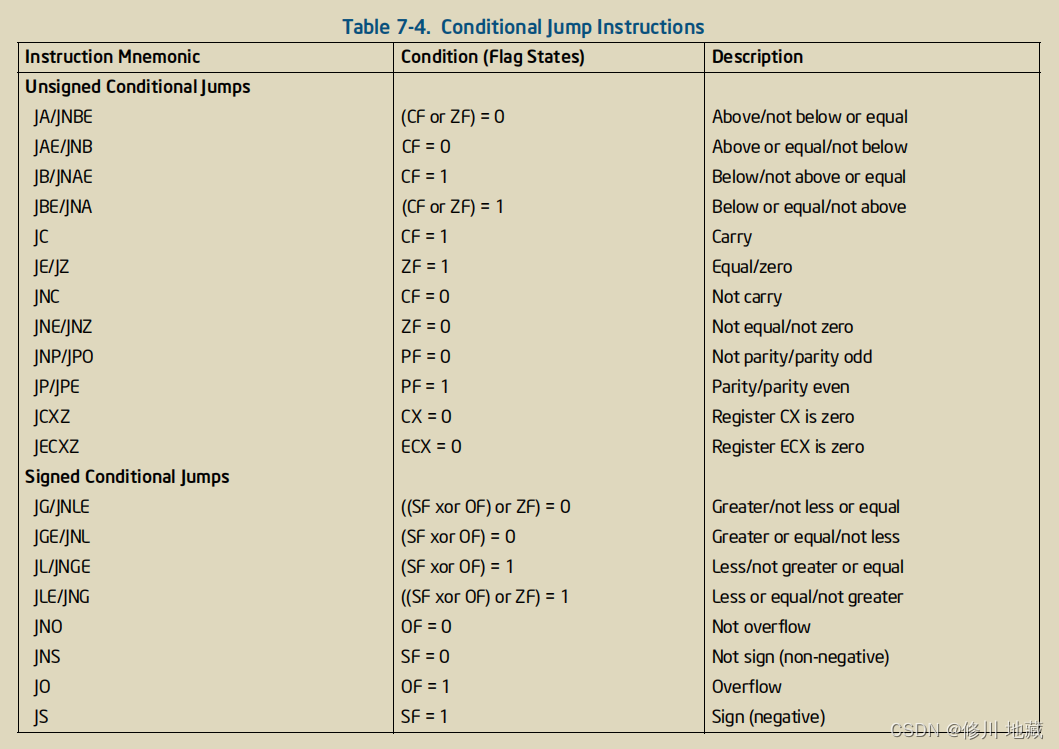 Table 7-4. Conditional Jump Instructions
Instruction Mnemonic Condition (Flag States) Description
Unsigned Conditional Jumps
JA/JNBE (CF or ZF) = 0 Above/not below or equal
JAE/JNB CF = 0 Above or equal/not below
JB/JNAE CF = 1 Below/not above or equal
JBE/JNA (CF or ZF) = 1 Below or equal/not above
JC CF = 1 Carry
JE/JZ ZF = 1 Equal/zero
JNC CF = 0 Not carry
JNE/JNZ ZF = 0 Not equal/not zero
JNP/JPO PF = 0 Not parity/parity odd
JP/JPE PF = 1 Parity/parity even
JCXZ CX = 0 Register CX is zero
JECXZ ECX = 0 Register ECX is zero
Signed Conditional Jumps
JG/JNLE ((SF xor OF) or ZF) = 0 Greater/not less or equal
JGE/JNL (SF xor OF) = 0 Greater or equal/not less
JL/JNGE (SF xor OF) = 1 Less/not greater or equal
JLE/JNG ((SF xor OF) or ZF) = 1 Less or equal/not greater
JNO OF = 0 Not overflow
JNS SF = 0 Not sign (non-negative)
JO OF = 1 Overflow
JS SF = 1 Sign (negative)
CSDN @修川 地藏